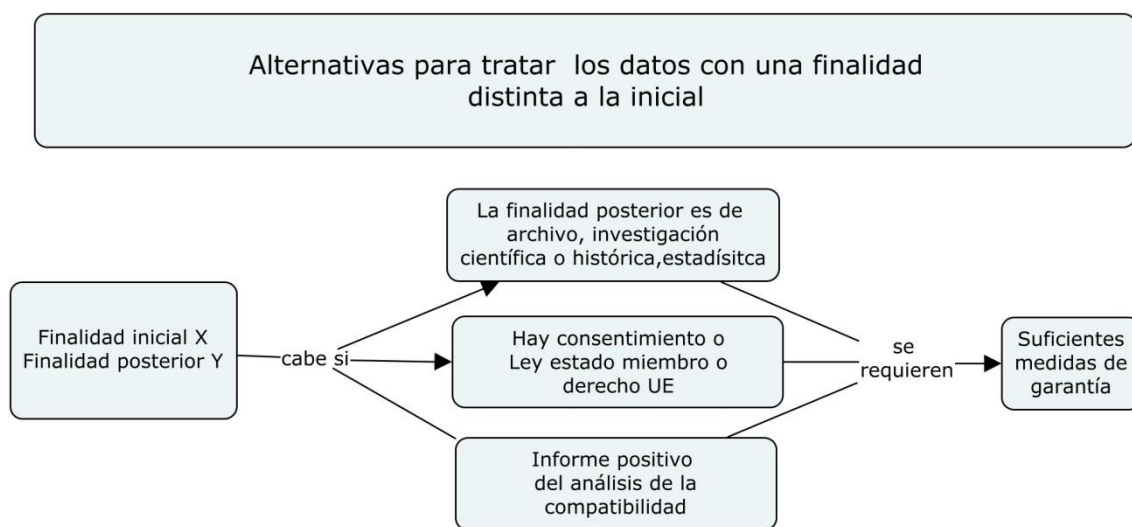 Alternativas para tratar los datos con una finalidad
distinta a la inicial
La finalidad posterior es de
archivo, investigación
científica o histórica,estadísitca
Finalidad inicial X
Finalidad posterior Y
cabe si
Hay consentimiento o
Ley estado miembro o
derecho UE
se
requieren
Suficientes
medidas de
garantía
Informe positivo
del análisis de la
compatibilidad